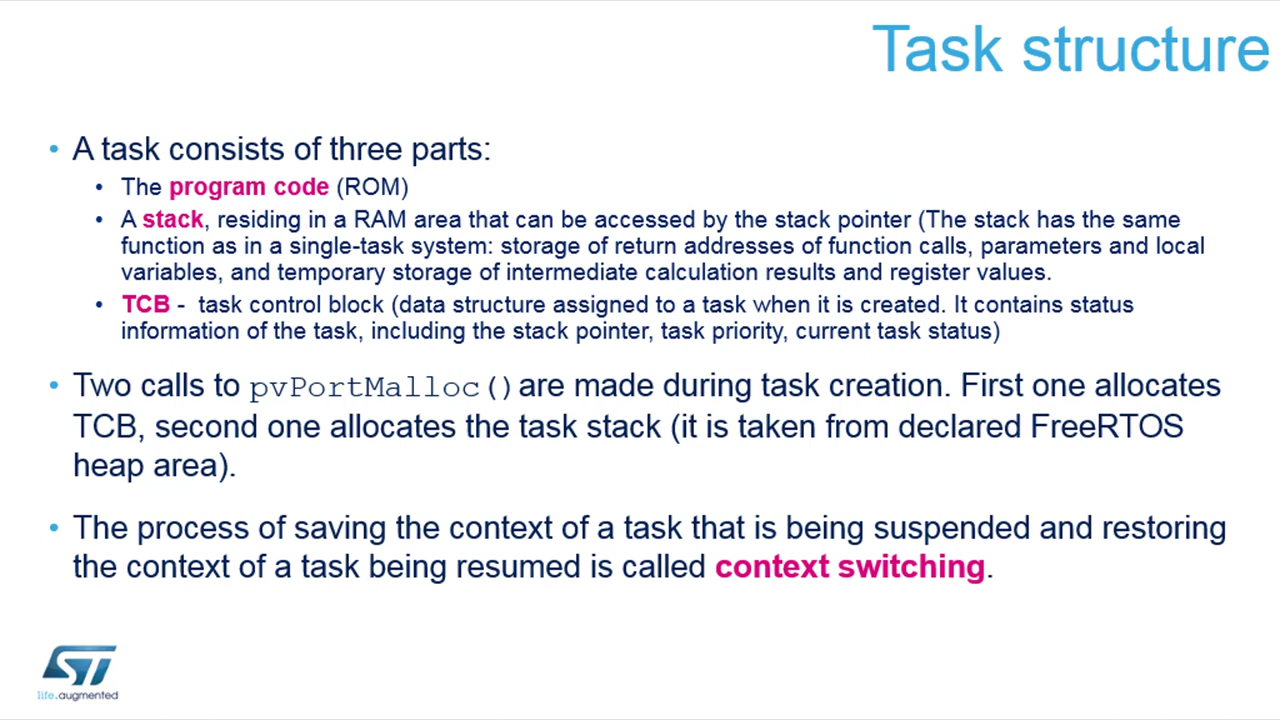 Task structure
• A task consists of three parts:
• The program code (ROM)
• A stack, residing in a RAM area that can be accessed by the stack pointer (The stack has the same
function as in a single-task system: storage of return addresses of function calls, parameters and local
variables, and temporary storage of intermediate calculation results and register values.
• TCB - task control block (data structure assigned to a task when it is created. It contains status
information of the task, including the stack pointer, task priority, current task status)
• Two calls to pvPortMalloc() are made during task creation. First one allocates
TCB, second one allocates the task stack (it is taken from declared FreeRTOS
heap area).
• The process of saving the context of a task that is being suspended and restoring
the context of a task being resumed is called context switching.
ST
life.augmented